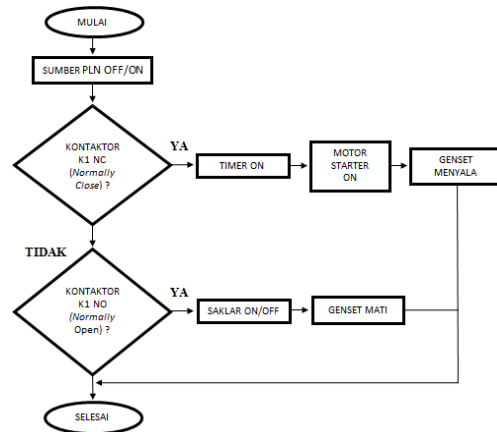 MULAI
SUMBER PLN OFF/ON
KONTAKTOR
K1 NC
(Normally
Close) ?
YA
TIMER ON
MOTOR
STARTER
ON
GENSET
MENYALA
TIDAK
KONTAKTOR
K1 NO
(Normally
Open) ?
YA
SAKLAR ON/OFF
GENSET MATI
SELESAI